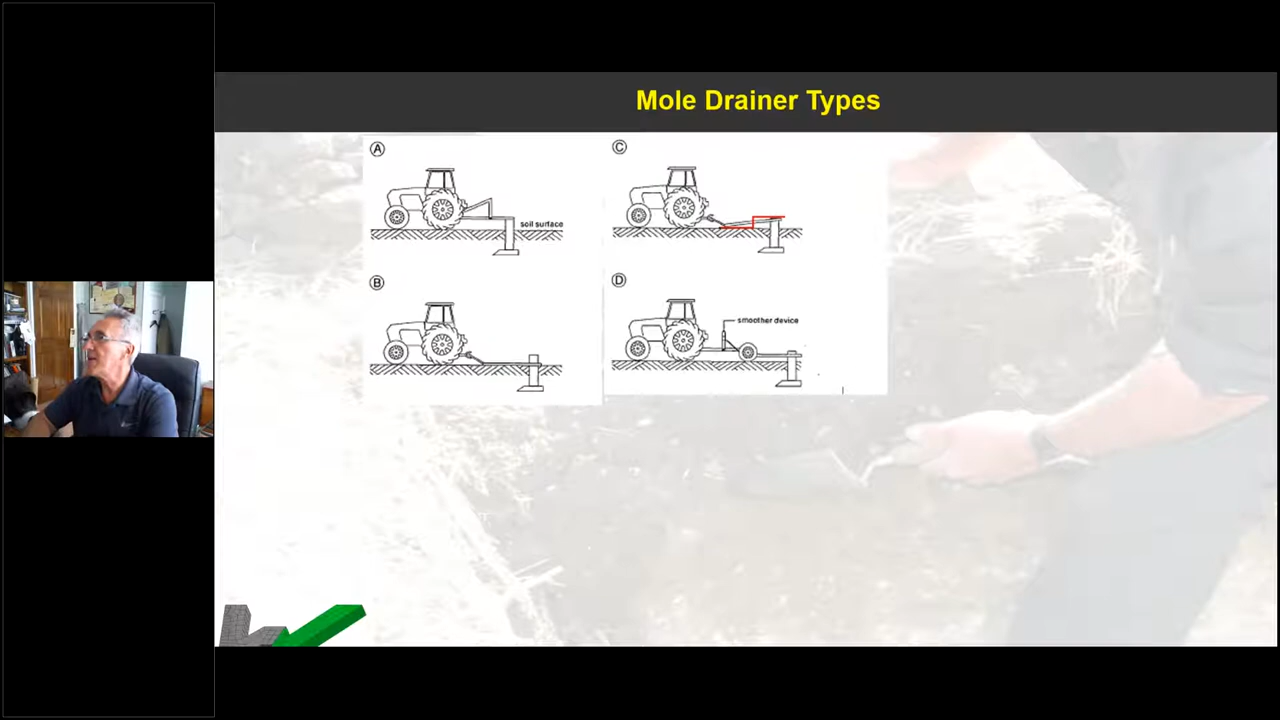 Mole Drainer Types
A
soil surface
B
C
D
smoother device